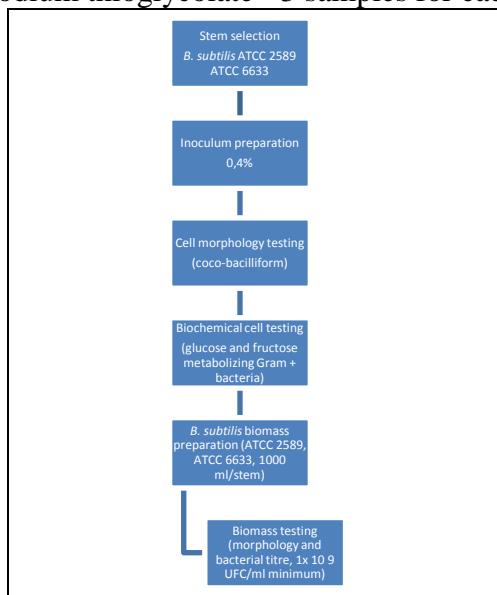 Stem selection
B. subtilis ATCC 2589
ATCC 6633
Inoculum preparation
0,4%
Cell morphology testing
(coco-bacilliform)
Biochemical cell testing
(glucose and fructose
metabolizing Gram +
bacteria)
B. subtilis biomass
preparation (ATCC 2589,
ATCC 6633, 1000
ml/stem)
Biomass testing
(morphology and
bacterial titre, 1x 10 9
UFC/ml minimum)